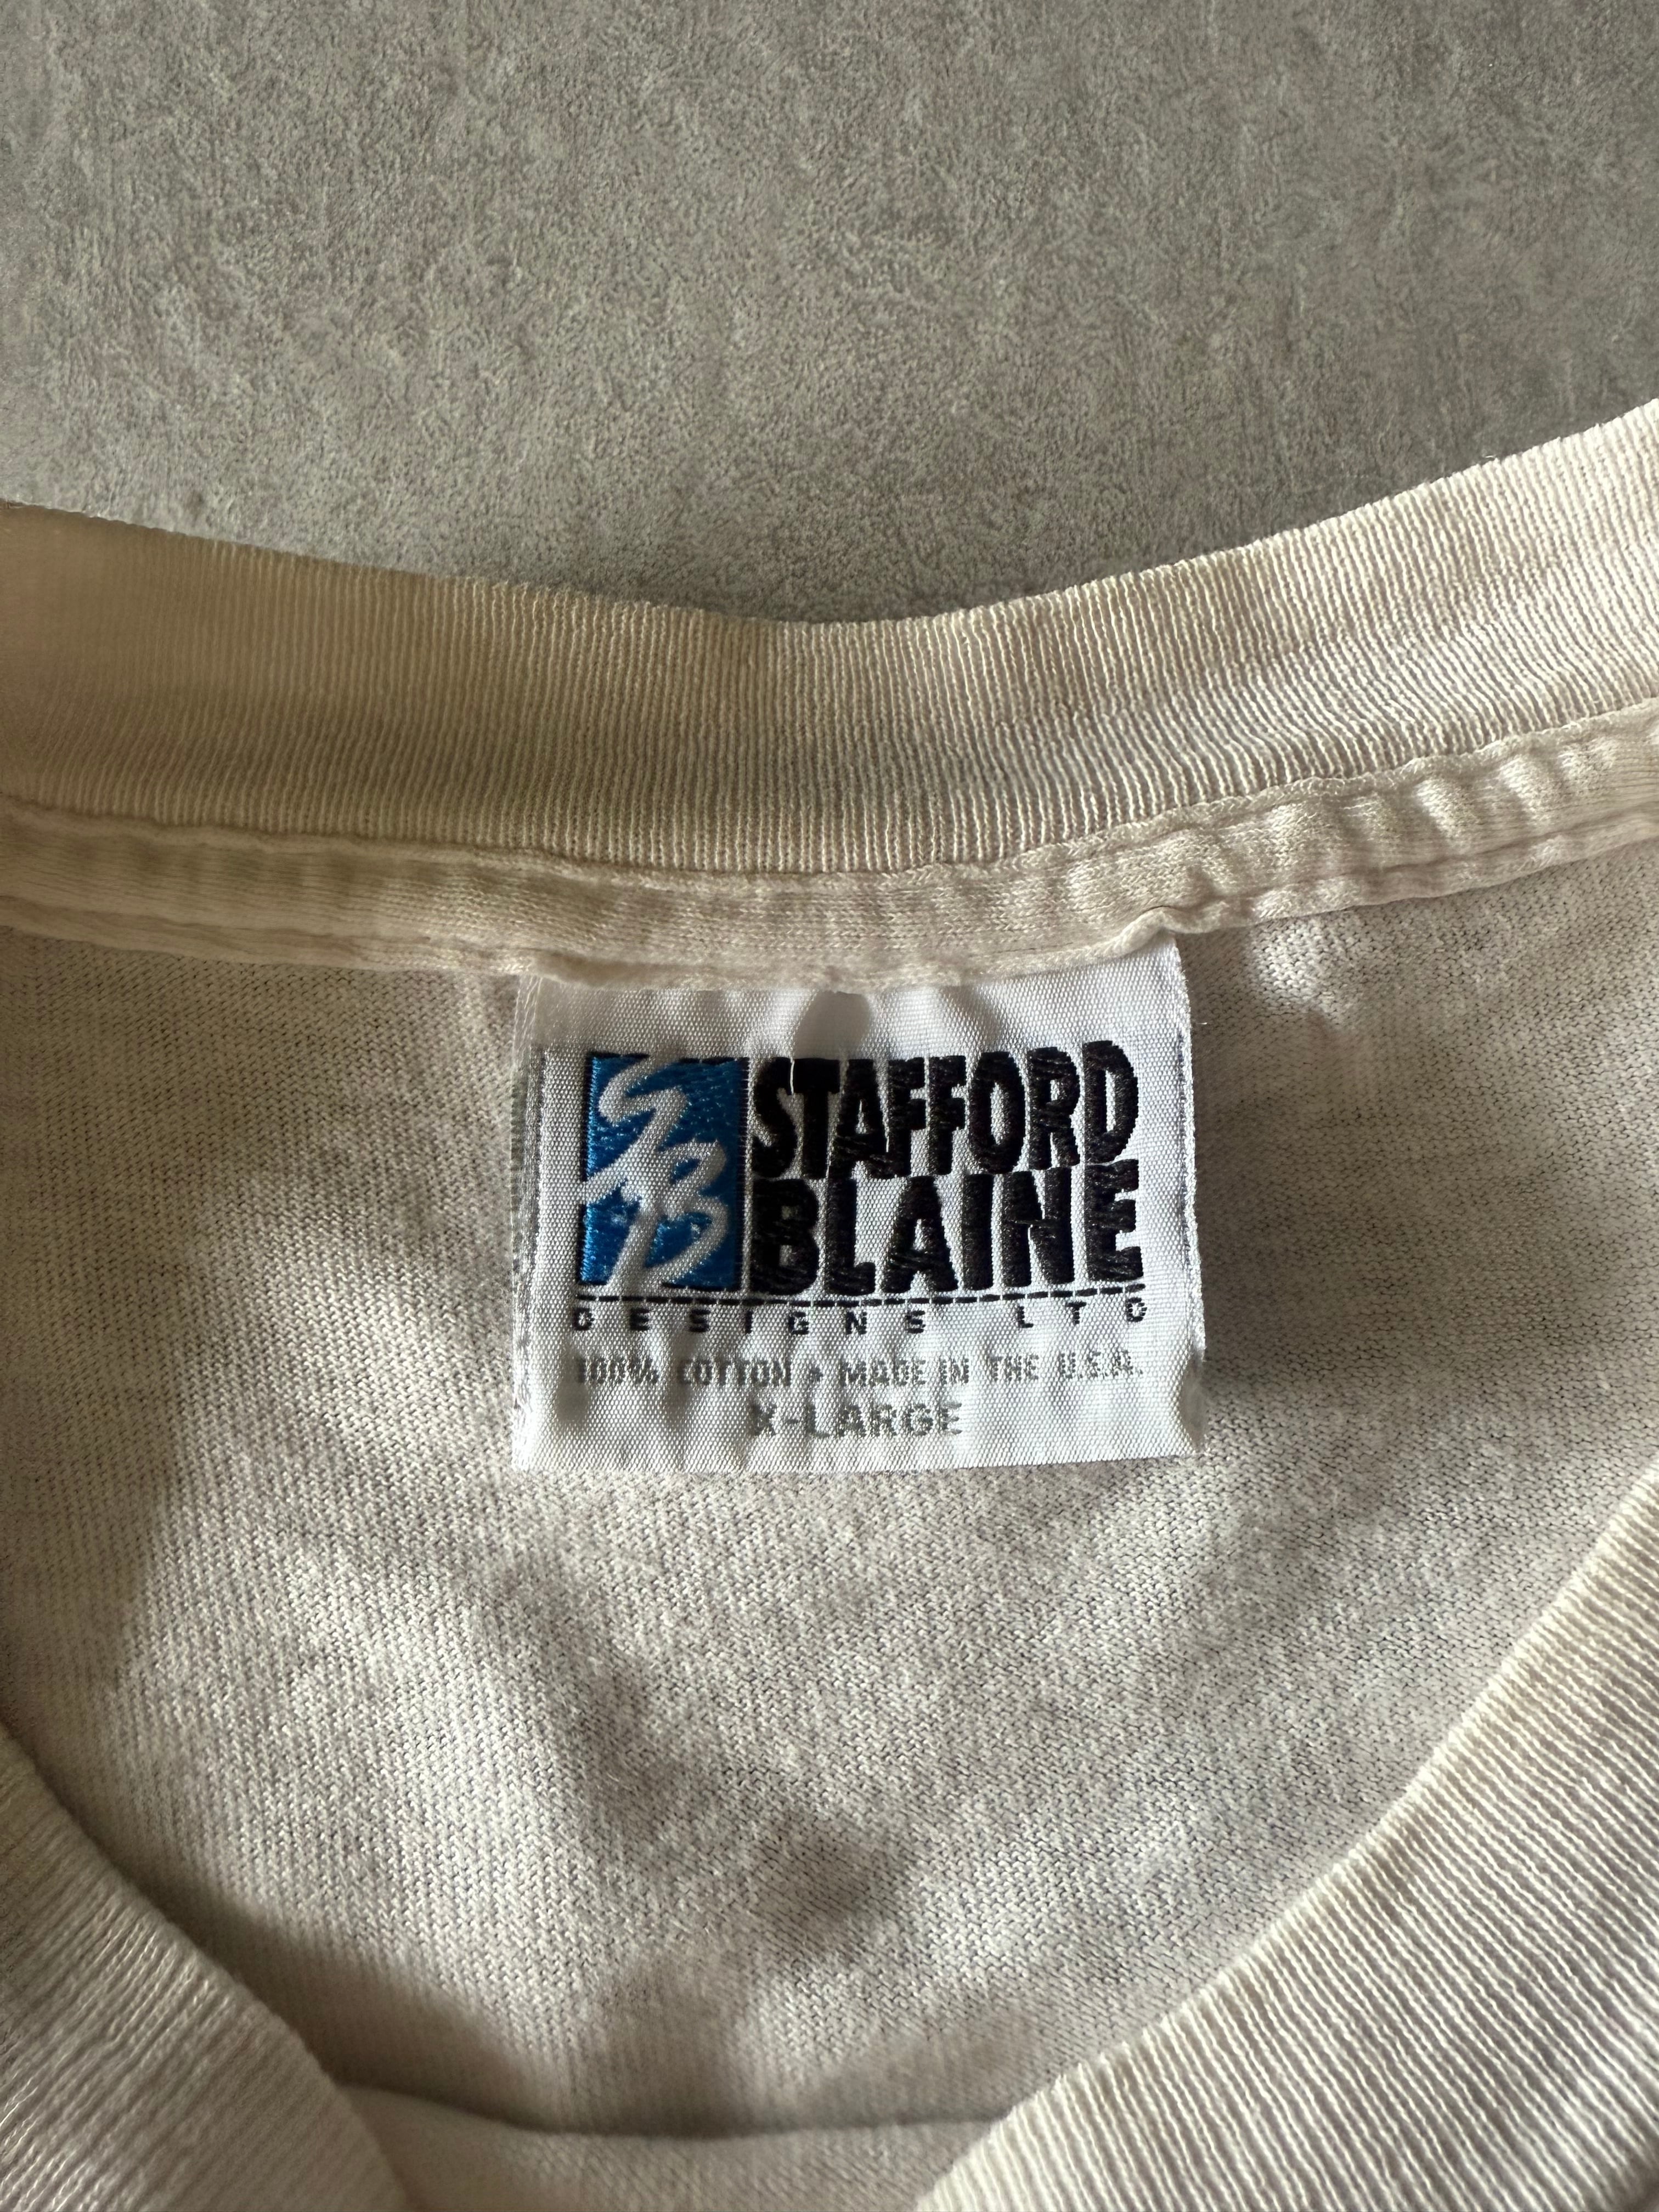 SB STAFFORD
BLAINE
DESIGNS LTD
100% COTTON • MADE IN THE U.S.A.
X-LARGE